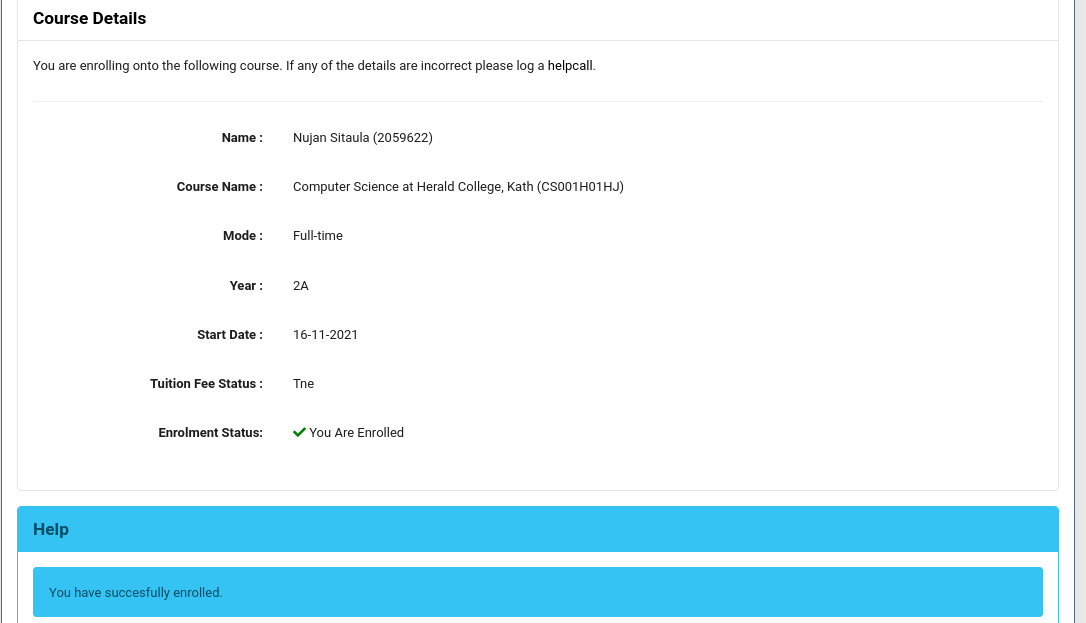 Course Details
You are enrolling onto the following course. If any of the details are incorrect please log a helpcall.
Name : Nujan Sitaula (2059622)
Course Name : Computer Science at Herald College, Kath (CS001H01HJ)
Mode : Full-time
Year : 2A
Start Date : 16-11-2021
Tuition Fee Status : Tne
Enrolment Status: You Are Enrolled
Help
You have succesfully enrolled.